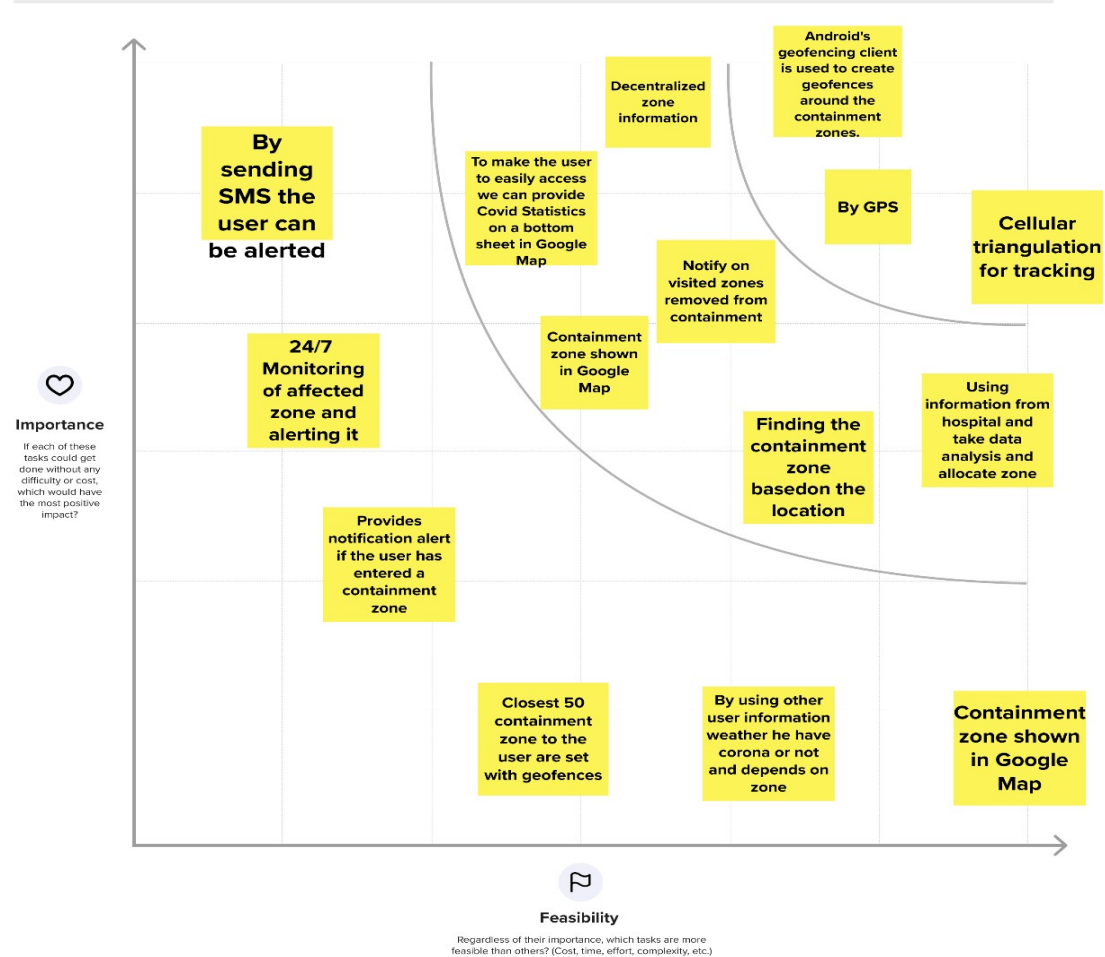 Android's
geofencing client
is used to create
geofences
around the
containment
zones.
Decentralized
zone
information
By
sending
SMS the
user can
be alerted
To make the user
to easily access
we can provide
Covid Statistics
on a bottom
sheet in Google
Map
By GPS
Cellular
triangulation
for tracking
Notify on
visited zones
removed from
containment
Containment
zone shown
in Google
Map
24/7
Monitoring
of affected
zone and
alerting it
Using
information from
hospital and
take data
analysis and
allocate zone
Finding the
containment
zone
basedon the
location
Importance
If each of these
tasks could get
done without any
difficulty or cost,
which would have
the most positive
impact?
Provides
notification alert
if the user has
entered a
containment
zone
Closest 50
containment
zone to the
user are set
with geofences
By using other
user information
weather he have
corona or not
and depends on
zone
Containment
zone shown
in Google
Map
Feasibility
Regardless of their importance, which tasks are more
feasible than others? (Cost, time, effort, complexity, etc.)